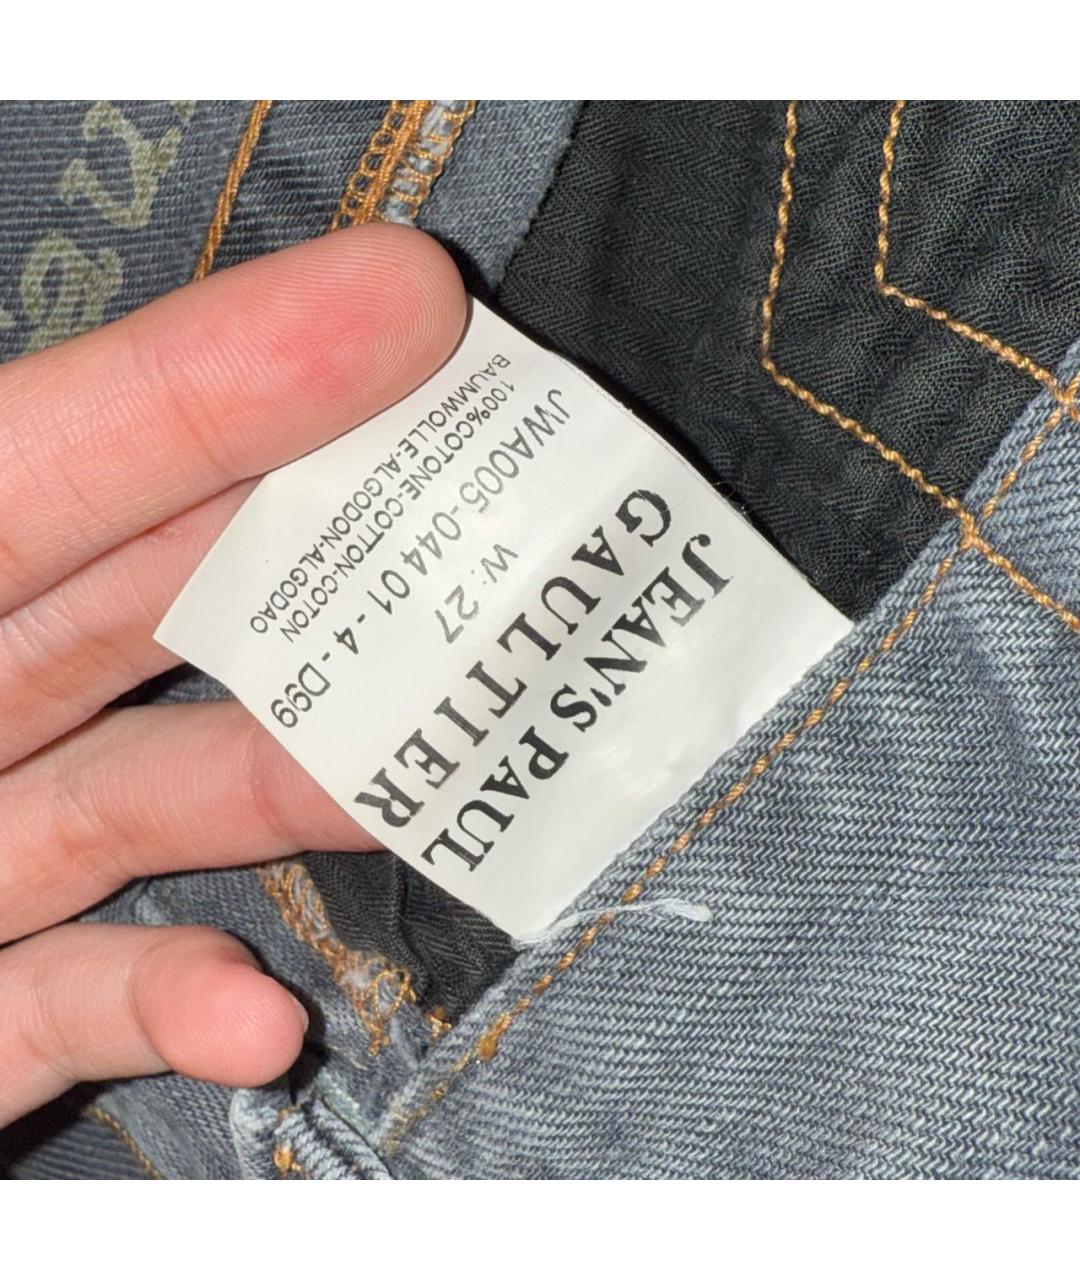 JEAN'S PAUL
GAULTIER
W: 27
JWA005-044 01 - 4 - D99
100%COTONE-COTTON-COTON
BAUMWOLLE-ALGODON-ALGODAO